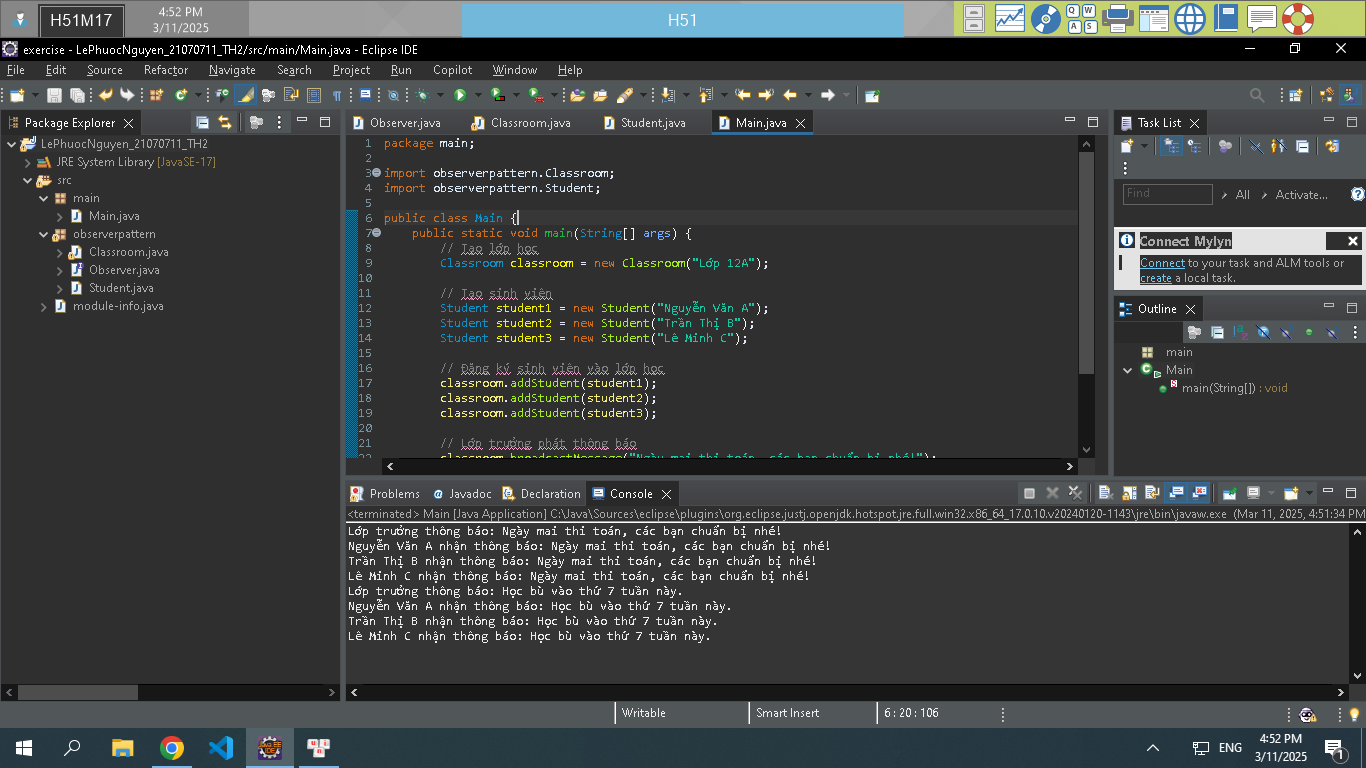 H51M17
4:52 PM
3/11/2025
H51
Q W
A S
exercise - LePhuocNguyen_21070711_TH2/src/main/Main.java - Eclipse IDE
File Edit Source Refactor Navigate Search Project Run Copilot Window Help
Package Explorer
LePhuocNguyen_21070711_TH2
JRE System Library [JavaSE-17]
src
main
Main.java
observerpattern
Classroom.java
Observer.java
Student.java
module-info.java
Observer.java Classroom.java Student.java Main.java
1 package main;
2
3 import observerpattern.Classroom;
4 import observerpattern.Student;
5
6 public class Main {
7 public static void main(String[] args) {
8 // Tạo lớp học
9 Classroom classroom = new Classroom("Lớp 12A");
10
11 // Tạo sinh viên
12 Student student1 = new Student("Nguyễn Văn A");
13 Student student2 = new Student("Trần Thị B");
14 Student student3 = new Student("Lê Minh C");
15
16 // Đăng ký sinh viên vào lớp học
17 classroom.addStudent(student1);
18 classroom.addStudent(student2);
19 classroom.addStudent(student3);
20
21 // Lớp trưởng phát thông báo
22 classroom.broadcastMessage("Ngày mai thi toán, các bạn chuẩn bị nhé!");
Task List
Find All Activate...
Connect Mylyn
Connect to your task and ALM tools or
create a local task.
Outline
main
Main
main(String[]) : void
Problems Javadoc Declaration Console
<terminated> Main [Java Application] C:\Java\Sources\eclipse\plugins\org.eclipse.justj.openjdk.hotspot.jre.full.win32.x86_64_17.0.10.v20240120-1143\jre\bin\javaw.exe (Mar 11, 2025, 4:51:34 PM
Lớp trưởng thông báo: Ngày mai thi toán, các bạn chuẩn bị nhé!
Nguyễn Văn A nhận thông báo: Ngày mai thi toán, các bạn chuẩn bị nhé!
Trần Thị B nhận thông báo: Ngày mai thi toán, các bạn chuẩn bị nhé!
Lê Minh C nhận thông báo: Ngày mai thi toán, các bạn chuẩn bị nhé!
Lớp trưởng thông báo: Học bù vào thứ 7 tuần này.
Nguyễn Văn A nhận thông báo: Học bù vào thứ 7 tuần này.
Trần Thị B nhận thông báo: Học bù vào thứ 7 tuần này.
Lê Minh C nhận thông báo: Học bù vào thứ 7 tuần này.
Writable Smart Insert 6 : 20 : 106
ENG
4:52 PM
3/11/2025
1